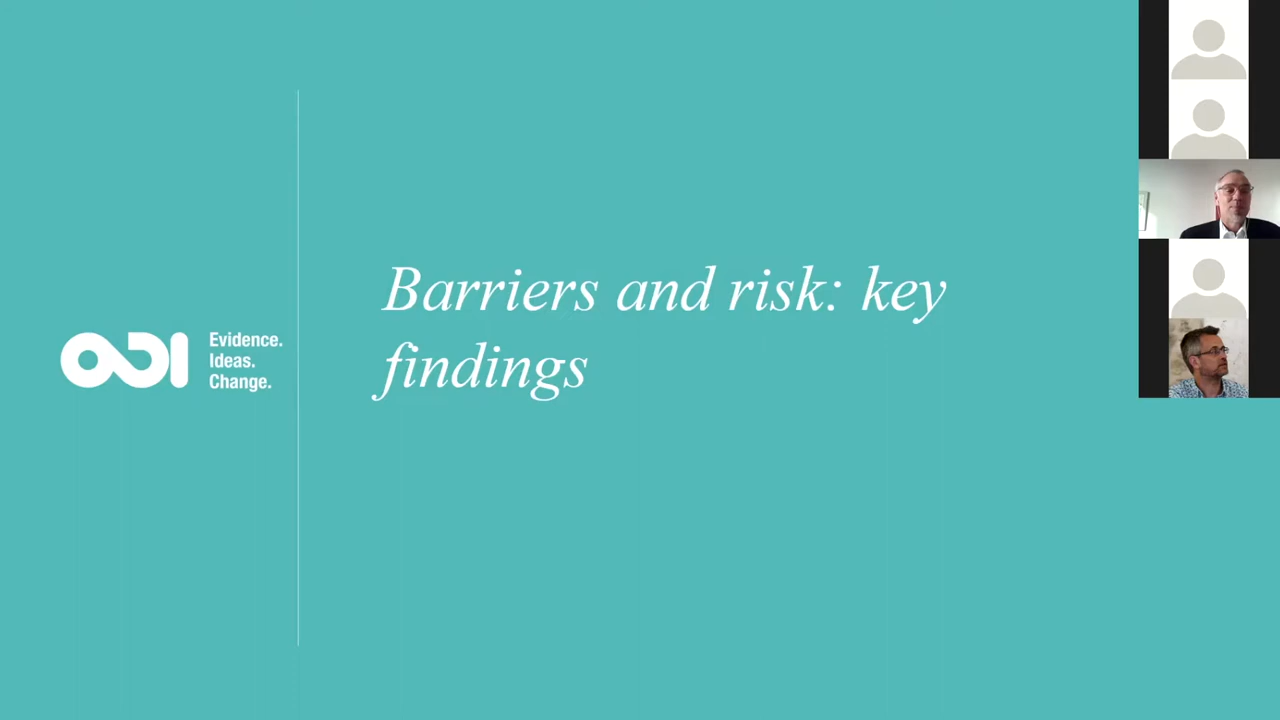 ODI
Evidence.
Ideas.
Change.
Barriers and risk: key
findings